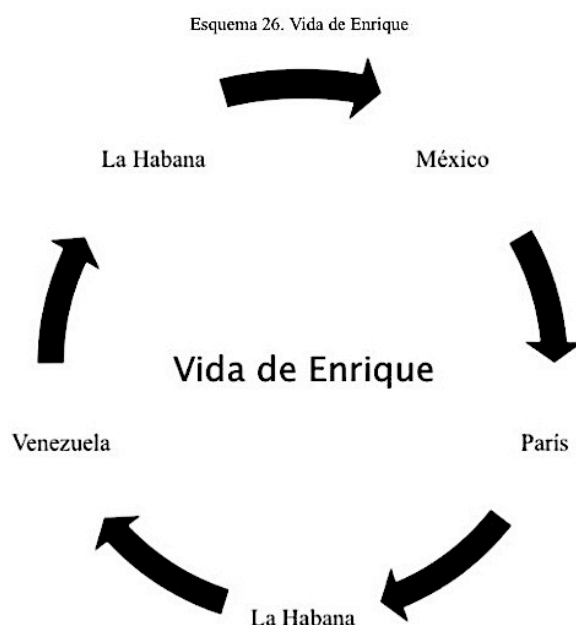 Esquema 26. Vida de Enrique
La Habana
México
Vida de Enrique
Venezuela
París
La Habana